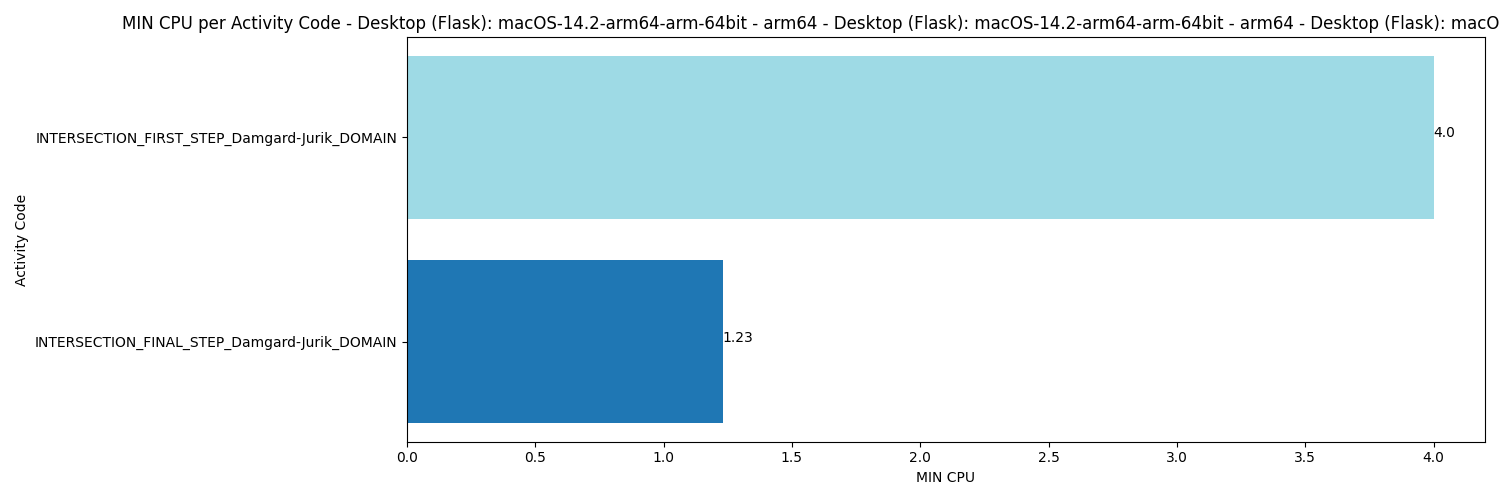 MIN CPU per Activity Code - Desktop (Flask): macOS-14.2-arm64-arm-64bit - arm64 - Desktop (Flask): macOS-14.2-arm64-arm-64bit - arm64 - Desktop (Flask): macO
INTERSECTION_FIRST_STEP_Damgard-Jurik_DOMAIN
4.0
Activity Code
INTERSECTION_FINAL_STEP_Damgard-Jurik_DOMAIN
1.23
0.0 0.5 1.0 1.5 2.0 2.5 3.0 3.5 4.0
MIN CPU